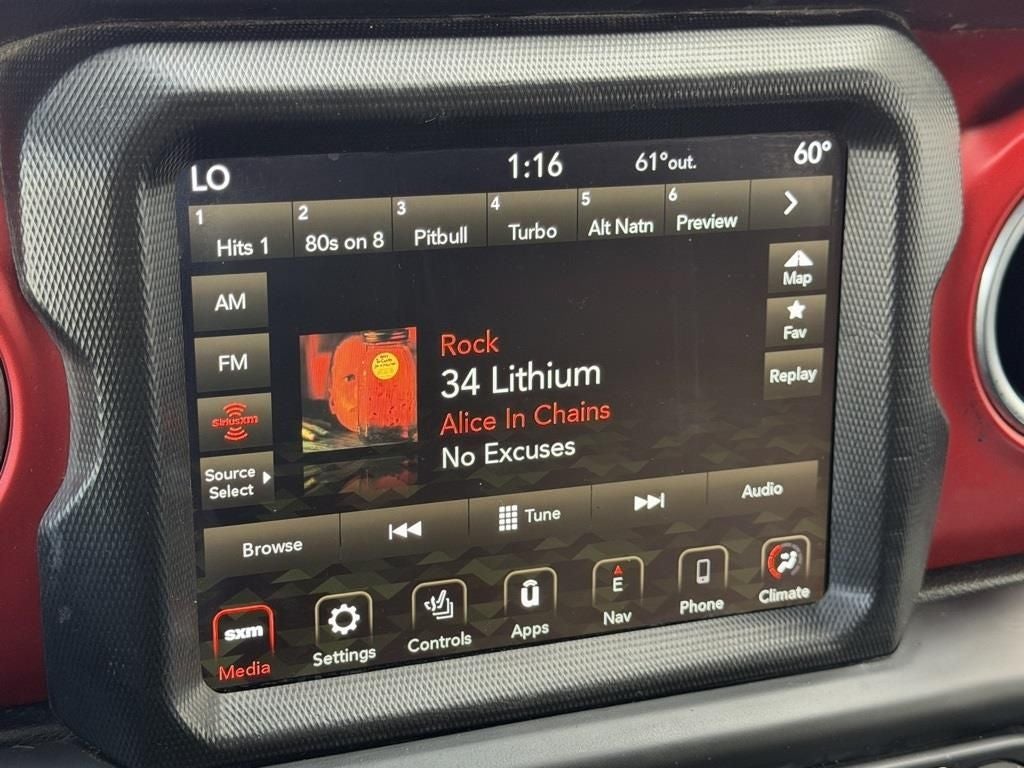 LO 1:16 61°out. 60°
1 Hits 1
2 80s on 8
3 Pitbull
4 Turbo
5 Alt Natn
6 Preview
AM
FM
SiriusXM
Source
Select
Rock
34 Lithium
Alice In Chains
No Excuses
Map
Fav
Replay
Browse
Tune
Audio
sxm
Media
Settings
Controls
Apps
E
Nav
Phone
Climate